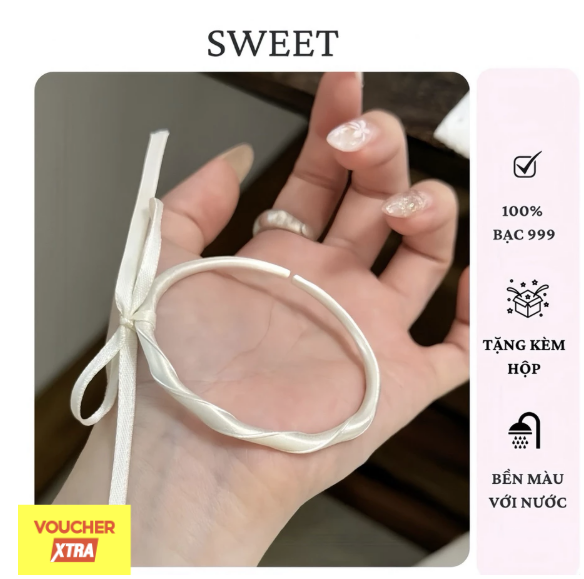 SWEET
100%
BẠC 999
TẶNG KÈM
HỘP
BỀN MÀU
VỚI NƯỚC
VOUCHER
XTRA